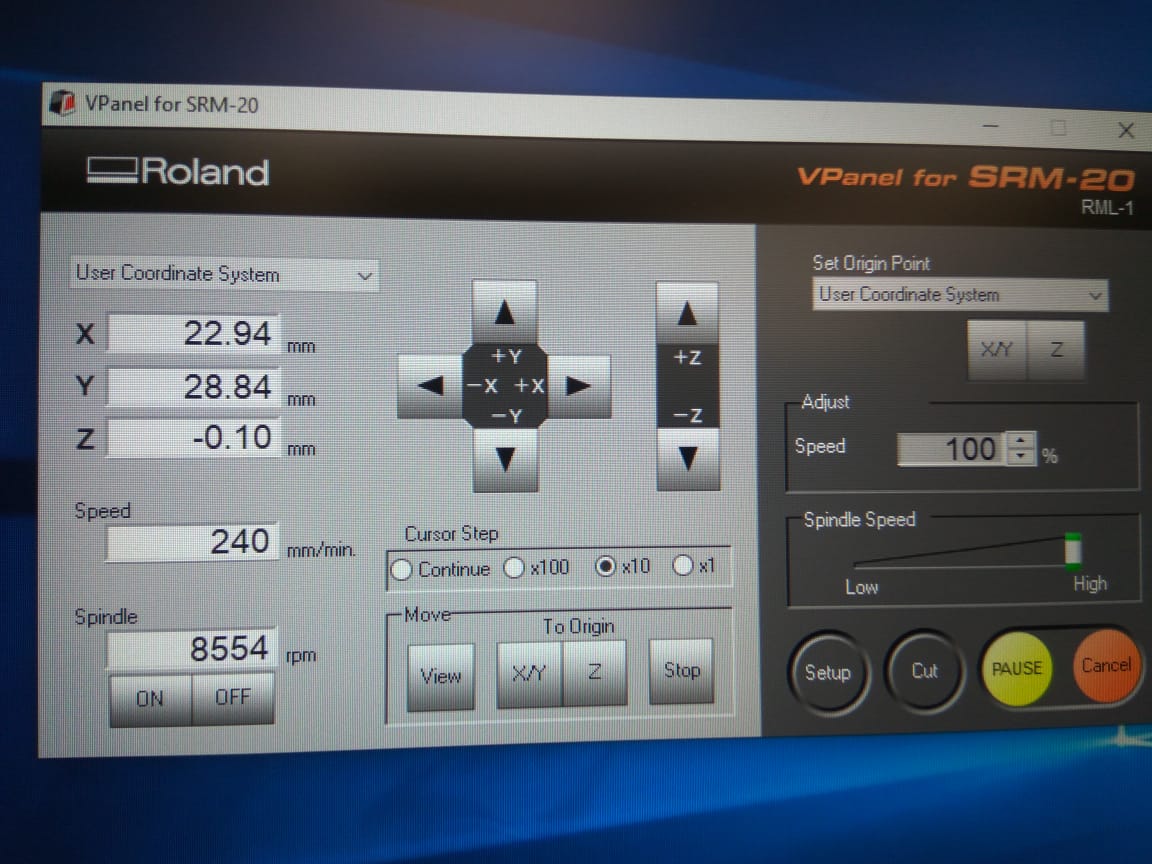 VPanel for SRM-20
Roland
VPanel for SRM-20
RML-1
User Coordinate System
X 22.94 mm
Y 28.84 mm
Z -0.10 mm
Speed
240 mm/min.
Spindle
8554 rpm
ON OFF
+Y
-X +X
-Y
+Z
-Z
Cursor Step
Continue x100 x10 x1
Move
To Origin
View X/Y Z Stop
Set Origin Point
User Coordinate System
X/Y Z
Adjust
Speed 100 %
Spindle Speed
Low High
Setup Cut PAUSE Cancel